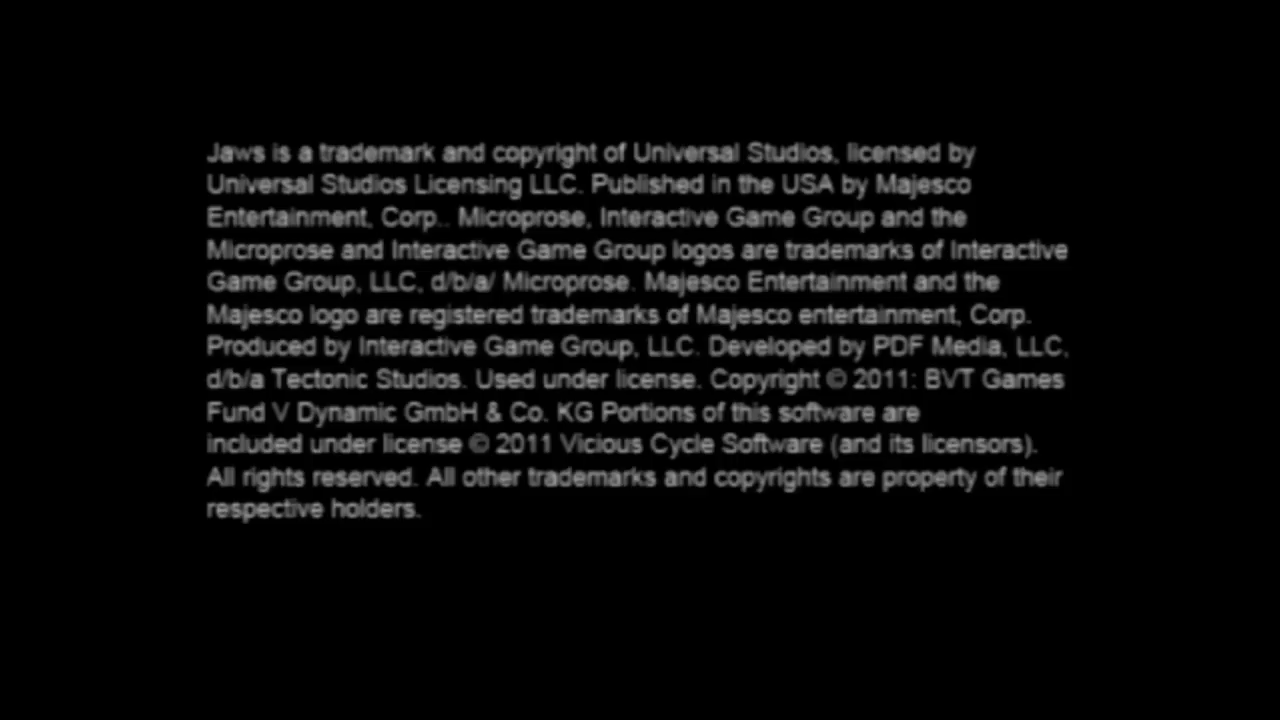 Jaws is a trademark and copyright of Universal Studios, licensed by
Universal Studios Licensing LLC. Published in the USA by Majesco
Entertainment, Corp.. Microprose, Interactive Game Group and the
Microprose and Interactive Game Group logos are trademarks of Interactive
Game Group, LLC, d/b/a/ Microprose. Majesco Entertainment and the
Majesco logo are registered trademarks of Majesco entertainment, Corp.
Produced by Interactive Game Group, LLC. Developed by PDF Media, LLC,
d/b/a Tectonic Studios. Used under license. Copyright © 2011: BVT Games
Fund V Dynamic GmbH & Co. KG Portions of this software are
included under license © 2011 Vicious Cycle Software (and its licensors).
All rights reserved. All other trademarks and copyrights are property of their
respective holders.